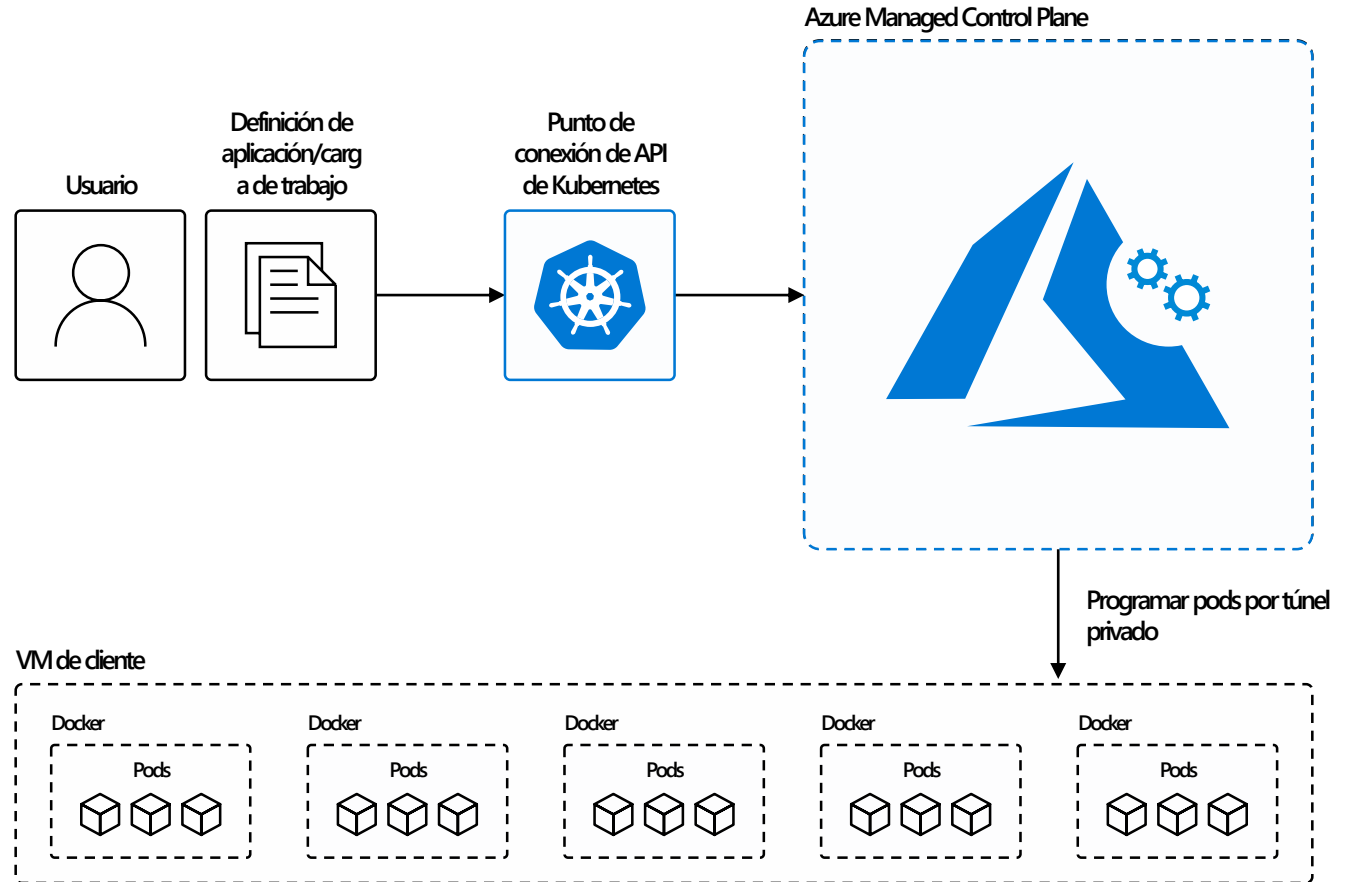 Azure Managed Control Plane
Usuario
Definición de
aplicación/carg
a de trabajo
Punto de
conexión de API
de Kubernetes
Programar pods por túnel
privado
VM de cliente
Docker
Pods
Docker
Pods
Docker
Pods
Docker
Pods
Docker
Pods